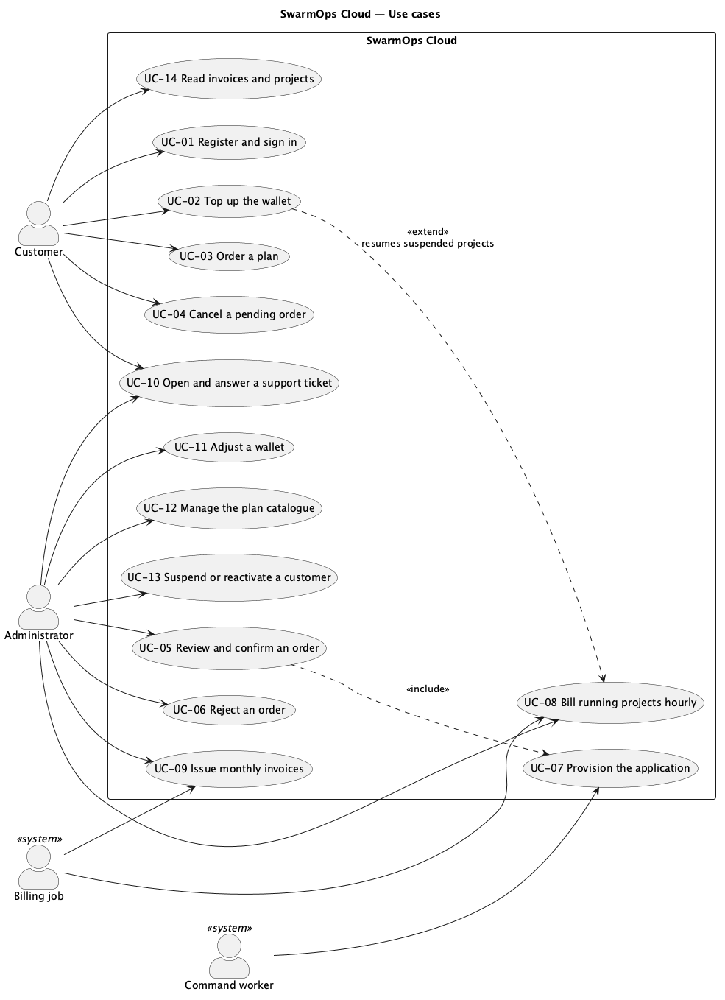 SwarmOps Cloud — Use cases
SwarmOps Cloud
UC-14 Read invoices and projects
UC-01 Register and sign in
UC-02 Top up the wallet
«extend»
resumes suspended projects
Customer
UC-03 Order a plan
UC-04 Cancel a pending order
UC-10 Open and answer a support ticket
UC-11 Adjust a wallet
UC-12 Manage the plan catalogue
UC-13 Suspend or reactivate a customer
Administrator
UC-05 Review and confirm an order
«include»
UC-06 Reject an order
UC-08 Bill running projects hourly
UC-09 Issue monthly invoices
UC-07 Provision the application
«system»
Billing job
«system»
Command worker